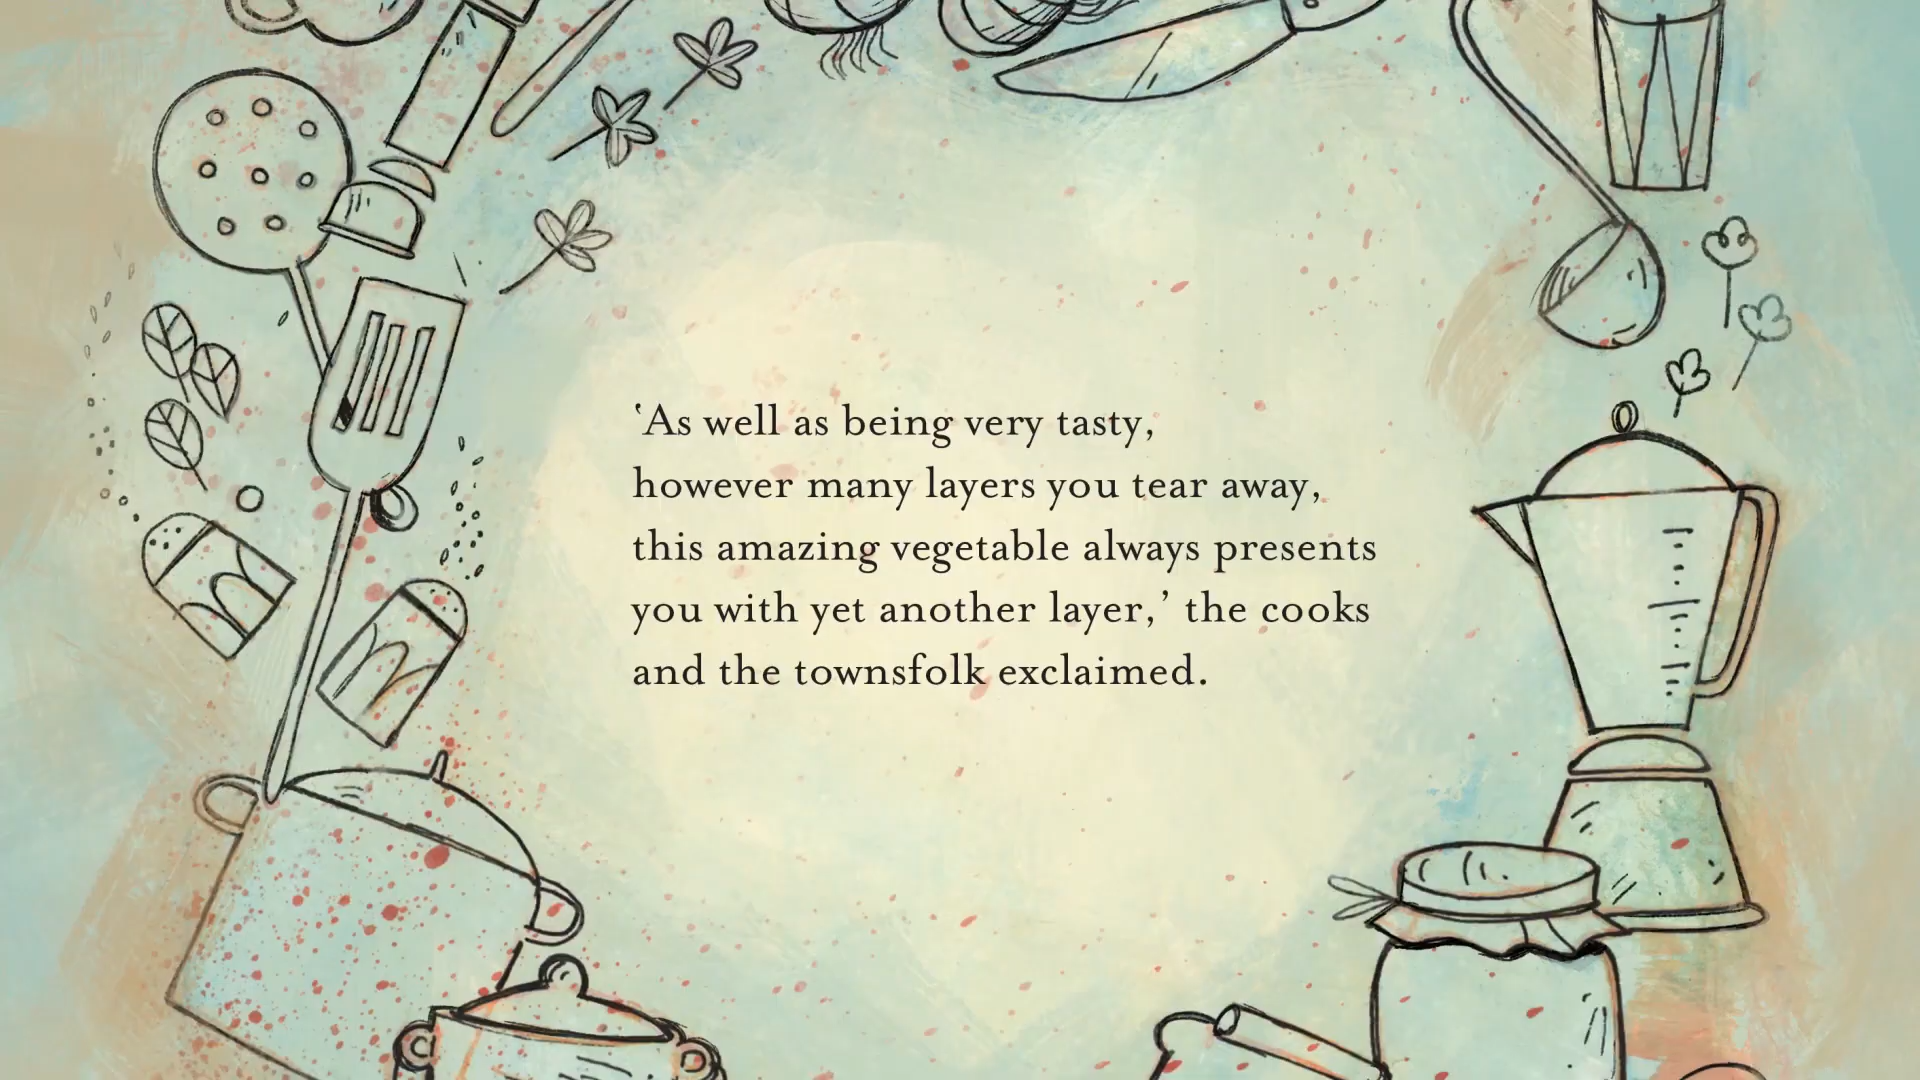 ‘As well as being very tasty,
however many layers you tear away,
this amazing vegetable always presents
you with yet another layer,’ the cooks
and the townsfolk exclaimed.